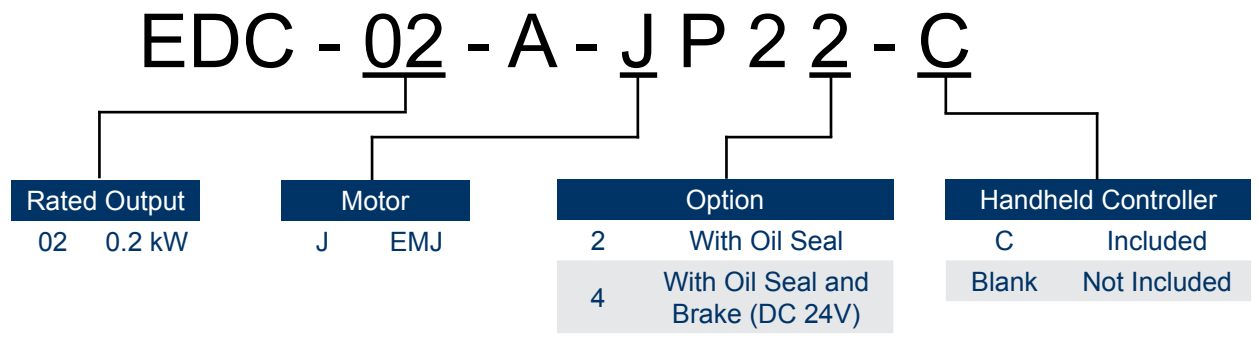 EDC - 02 - A - J P 2 2 - C
Rated Output
02 0.2 kW
Motor
J EMJ
Option
2 With Oil Seal
4 With Oil Seal and
Brake (DC 24V)
Handheld Controller
C Included
Blank Not Included